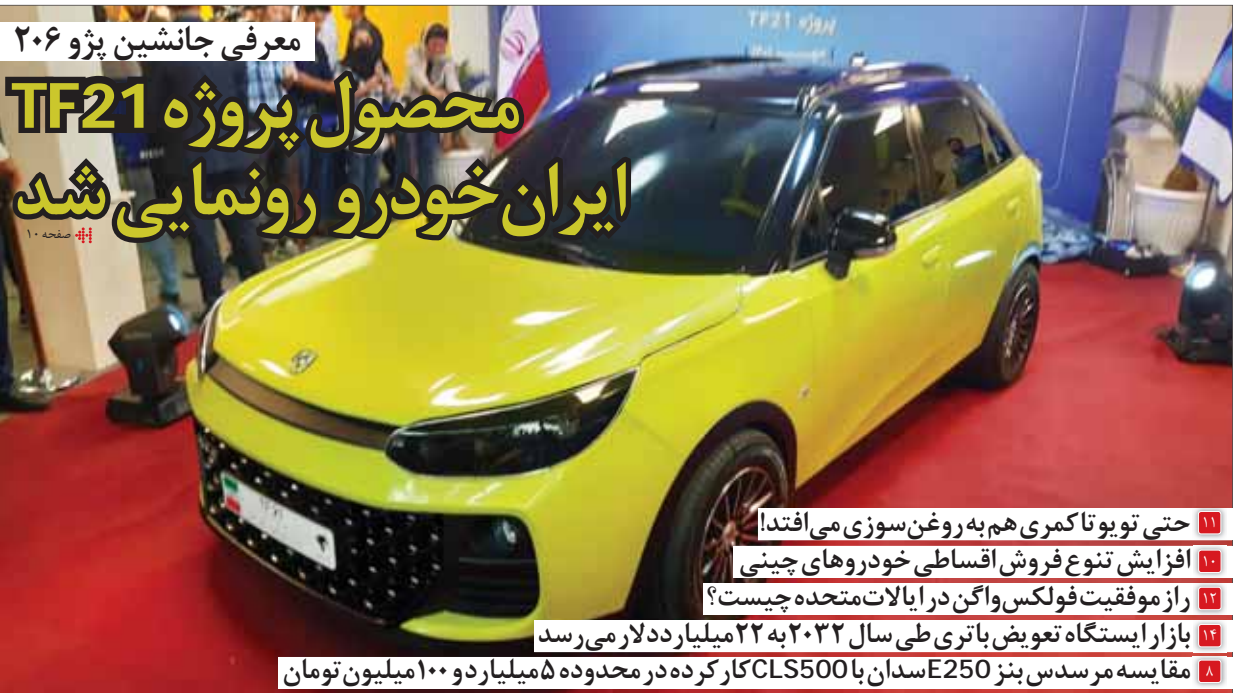 معرفی جانشین پژو ۲۰۶
محصول پروژه TF21
ایران‌خودرو رونمایی شد
صفحه ۱۰
پروژه TF21
۱۱ حتی تویوتا کمری هم به روغن‌سوزی می‌افتد!
۱۰ افزایش تنوع فروش اقساطی خودروهای چینی
۱۲ راز موفقیت فولکس‌واگن در ایالات‌متحده چیست؟
۱۴ بازار ایستگاه تعویض باتری طی سال ۲۰۳۲ به ۲۲ میلیارد دلار می‌رسد
۸ مقایسه مرسدس بنز E250 سدان با CLS500 کارکرده در محدوده ۵ میلیارد و ۱۰۰ میلیون تومان